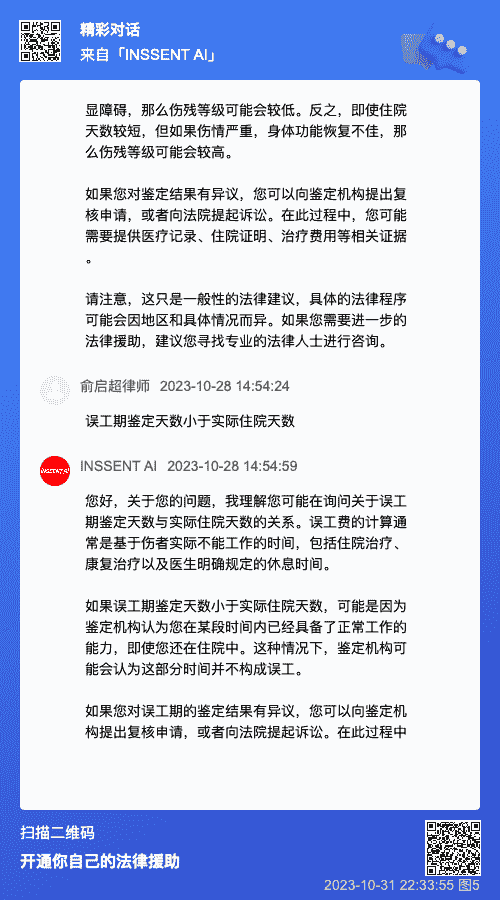 精彩对话
来自「INSSENT AI」
显障碍，那么伤残等级可能会较低。反之，即使住院
天数较短，但如果伤情严重，身体功能恢复不佳，那
么伤残等级可能会较高。
如果您对鉴定结果有异议，您可以向鉴定机构提出复
核申请，或者向法院提起诉讼。在此过程中，您可能
需要提供医疗记录、住院证明、治疗费用等相关证据
。
请注意，这只是一般性的法律建议，具体的法律程序
可能会因地区和具体情况而异。如果您需要进一步的
法律援助，建议您寻找专业的法律人士进行咨询。
俞启超律师 2023-10-28 14:54:24
误工期鉴定天数小于实际住院天数
INSSENT AI
INSSENT AI 2023-10-28 14:54:59
您好，关于您的问题，我理解您可能在询问关于误工
期鉴定天数与实际住院天数的关系。误工费的计算通
常是基于伤者实际不能工作的时间，包括住院治疗、
康复治疗以及医生明确规定的休息时间。
如果误工期鉴定天数小于实际住院天数，可能是因为
鉴定机构认为您在某段时间内已经具备了正常工作的
能力，即使您还在住院中。这种情况下，鉴定机构可
能会认为这部分时间并不构成误工。
如果您对误工期的鉴定结果有异议，您可以向鉴定机
构提出复核申请，或者向法院提起诉讼。在此过程中
扫描二维码
开通你自己的法律援助
2023-10-31 22:33:55 图5